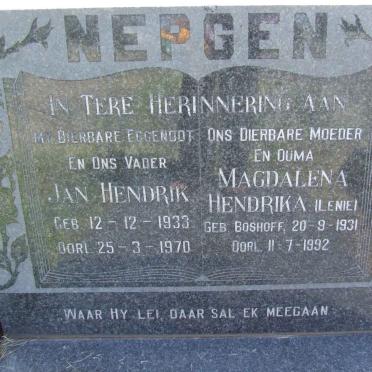 NEPGEN
IN TERE HERINNERING AAN
MY DIERBARE EGGENOOT
EN ONS VADER
JAN HENDRIK
GEB. 12-12-1933
OORL. 25-3-1970
ONS DIERBARE MOEDER
EN OUMA
MAGDALENA
HENDRIKA (LENIE)
GEB BOSHOFF, 20-9-1931
OORL. 11-7-1992
„WAAR HY LEI, DAAR SAL EK MEEGAAN"